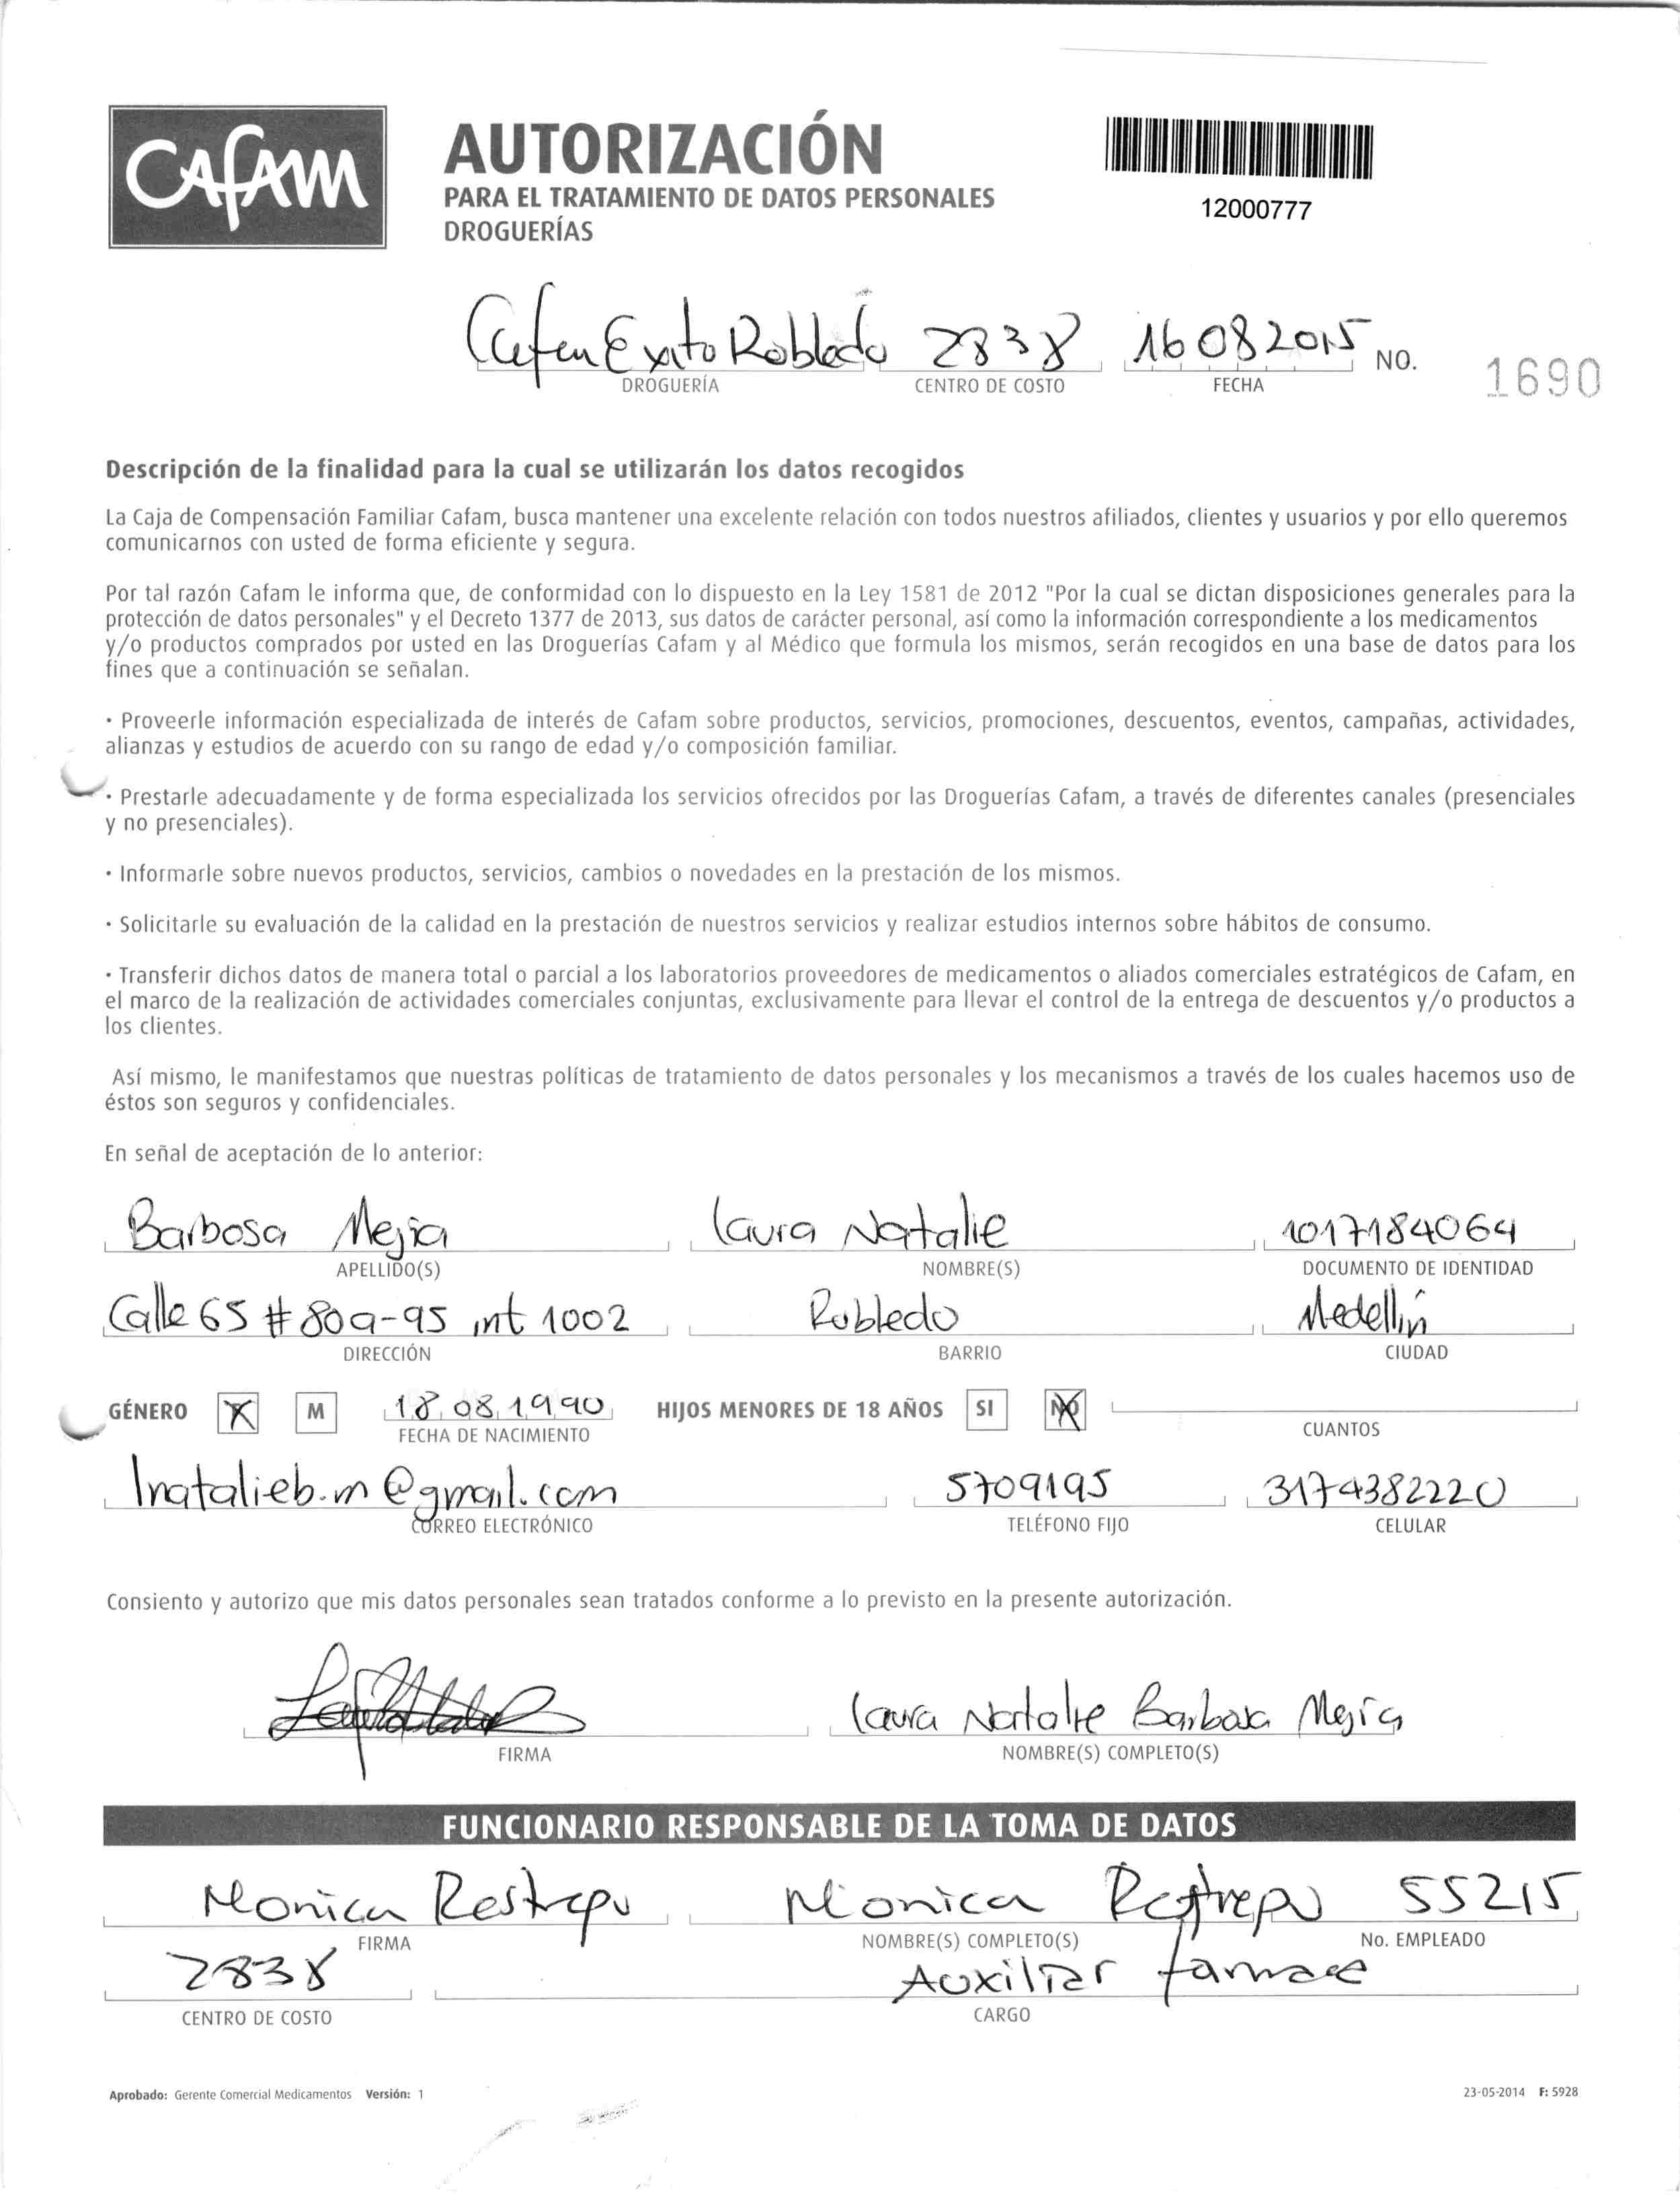 CAFAM
AUTORIZACIÓN
PARA EL TRATAMIENTO DE DATOS PERSONALES
DROGUERÍAS
12000777
Exito Robledo 2838 16 08 2015 NO. 1690
DROGUERÍA CENTRO DE COSTO FECHA
Descripción de la finalidad para la cual se utilizarán los datos recogidos
La Caja de Compensación Familiar Cafam, busca mantener una excelente relación con todos nuestros afiliados, clientes y usuarios y por ello queremos
comunicarnos con usted de forma eficiente y segura.
Por tal razón Cafam le informa que, de conformidad con lo dispuesto en la Ley 1581 de 2012 "Por la cual se dictan disposiciones generales para la
protección de datos personales" y el Decreto 1377 de 2013, sus datos de carácter personal, así como la información correspondiente a los medicamentos
y/o productos comprados por usted en las Droguerías Cafam y al Médico que formula los mismos, serán recogidos en una base de datos para los
fines que a continuación se señalan.
· Proveerle información especializada de interés de Cafam sobre productos, servicios, promociones, descuentos, eventos, campañas, actividades,
alianzas y estudios de acuerdo con su rango de edad y/o composición familiar.
· Prestarle adecuadamente y de forma especializada los servicios ofrecidos por las Droguerías Cafam, a través de diferentes canales (presenciales
y no presenciales).
· Informarle sobre nuevos productos, servicios, cambios o novedades en la prestación de los mismos.
· Solicitarle su evaluación de la calidad en la prestación de nuestros servicios y realizar estudios internos sobre hábitos de consumo.
· Transferir dichos datos de manera total o parcial a los laboratorios proveedores de medicamentos o aliados comerciales estratégicos de Cafam, en
el marco de la realización de actividades comerciales conjuntas, exclusivamente para llevar el control de la entrega de descuentos y/o productos a
los clientes.
Así mismo, le manifestamos que nuestras políticas de tratamiento de datos personales y los mecanismos a través de los cuales hacemos uso de
éstos son seguros y confidenciales.
En señal de aceptación de lo anterior:
Barbosa Mejia Laura Natalie 1017184064
APELLIDO(S) NOMBRE(S) DOCUMENTO DE IDENTIDAD
Calle 65 # 80a-95 int 1002 Robledo Medellín
DIRECCIÓN BARRIO CIUDAD
GÉNERO X M 18 08 1990 HIJOS MENORES DE 18 AÑOS SI NO
FECHA DE NACIMIENTO CUANTOS
lnatalieb.m@gmail.com 5709195 3174382220
CORREO ELECTRÓNICO TELÉFONO FIJO CELULAR
Consiento y autorizo que mis datos personales sean tratados conforme a lo previsto en la presente autorización.
Laura Natalie Barbosa Mejia
FIRMA NOMBRE(S) COMPLETO(S)
FUNCIONARIO RESPONSABLE DE LA TOMA DE DATOS
Monica Restrepo Monica Restrepo 55215
FIRMA NOMBRE(S) COMPLETO(S) No. EMPLEADO
2838 Auxiliar farmace
CENTRO DE COSTO CARGO
Aprobado: Gerente Comercial Medicamentos Versión: 1 23-05-2014 F: 5928